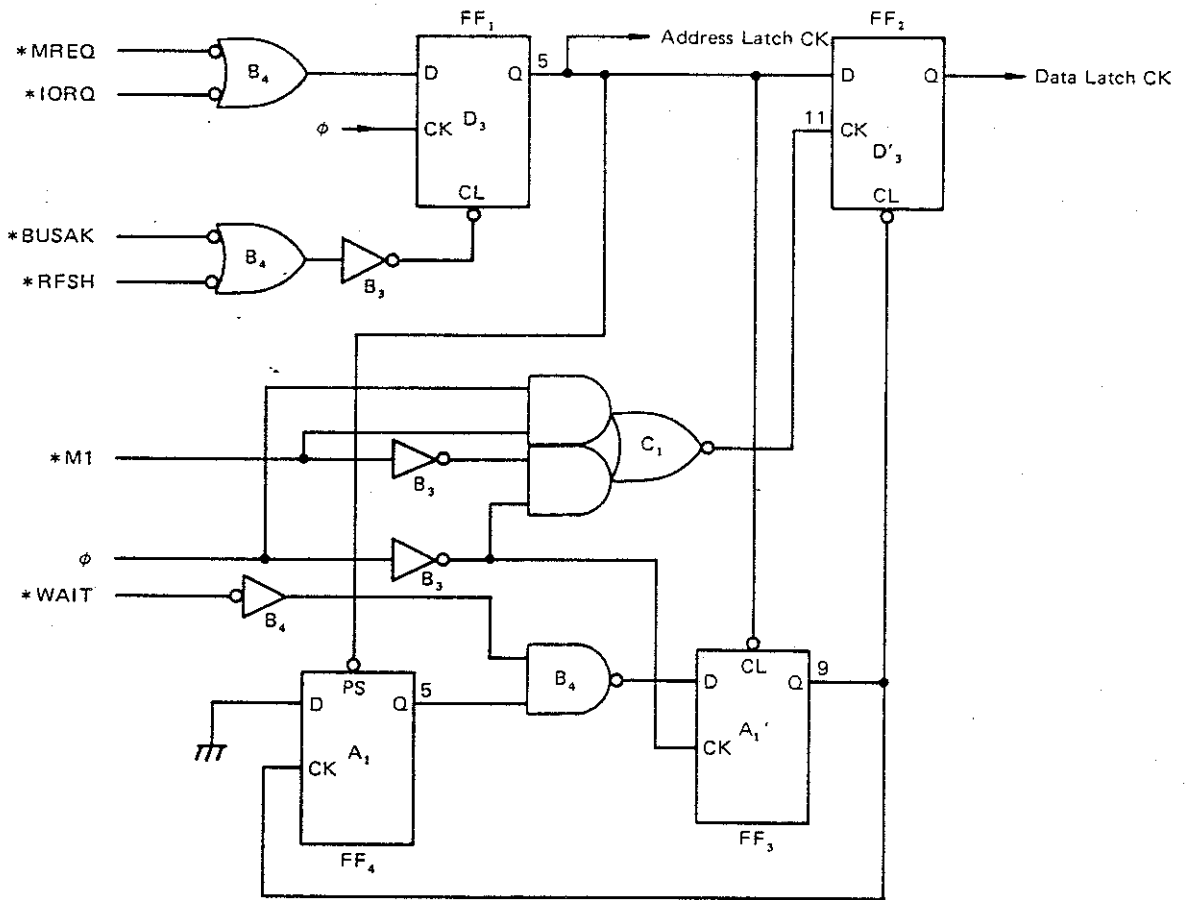 FF₁
FF₂
*MREQ
*IORQ
B₄
D
Q
5
D₃
φ
CK
CL
Address Latch CK
D
Q
Data Latch CK
11
CK
D'₃
CL
*BUSAK
*RFSH
B₄
B₃
*M1
B₃
C₁
φ
B₃
*WAIT
B₄
B₄
PS
D
Q
5
A₁
CK
FF₄
CL
D
Q
9
A₁'
CK
FF₃